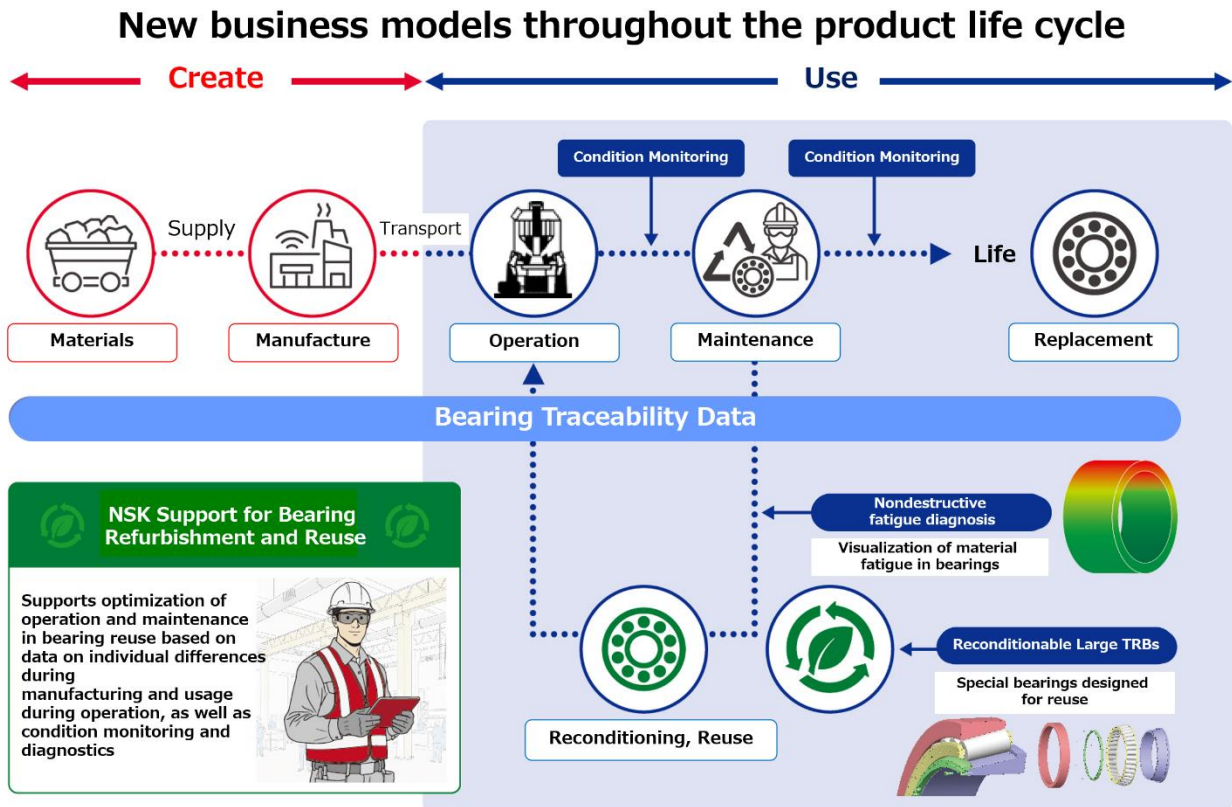 New business models throughout the product life cycle
Create
Use
Condition Monitoring
Condition Monitoring
Supply
Transport
Life
Materials
Manufacture
Operation
Maintenance
Replacement
Bearing Traceability Data
NSK Support for Bearing
Refurbishment and Reuse
Supports optimization of
operation and maintenance
in bearing reuse based on
data on individual differences
during
manufacturing and usage
during operation, as well as
condition monitoring and
diagnostics
Nondestructive
fatigue diagnosis
Visualization of material
fatigue in bearings
Reconditioning, Reuse
Reconditionable Large TRBs
Special bearings designed
for reuse